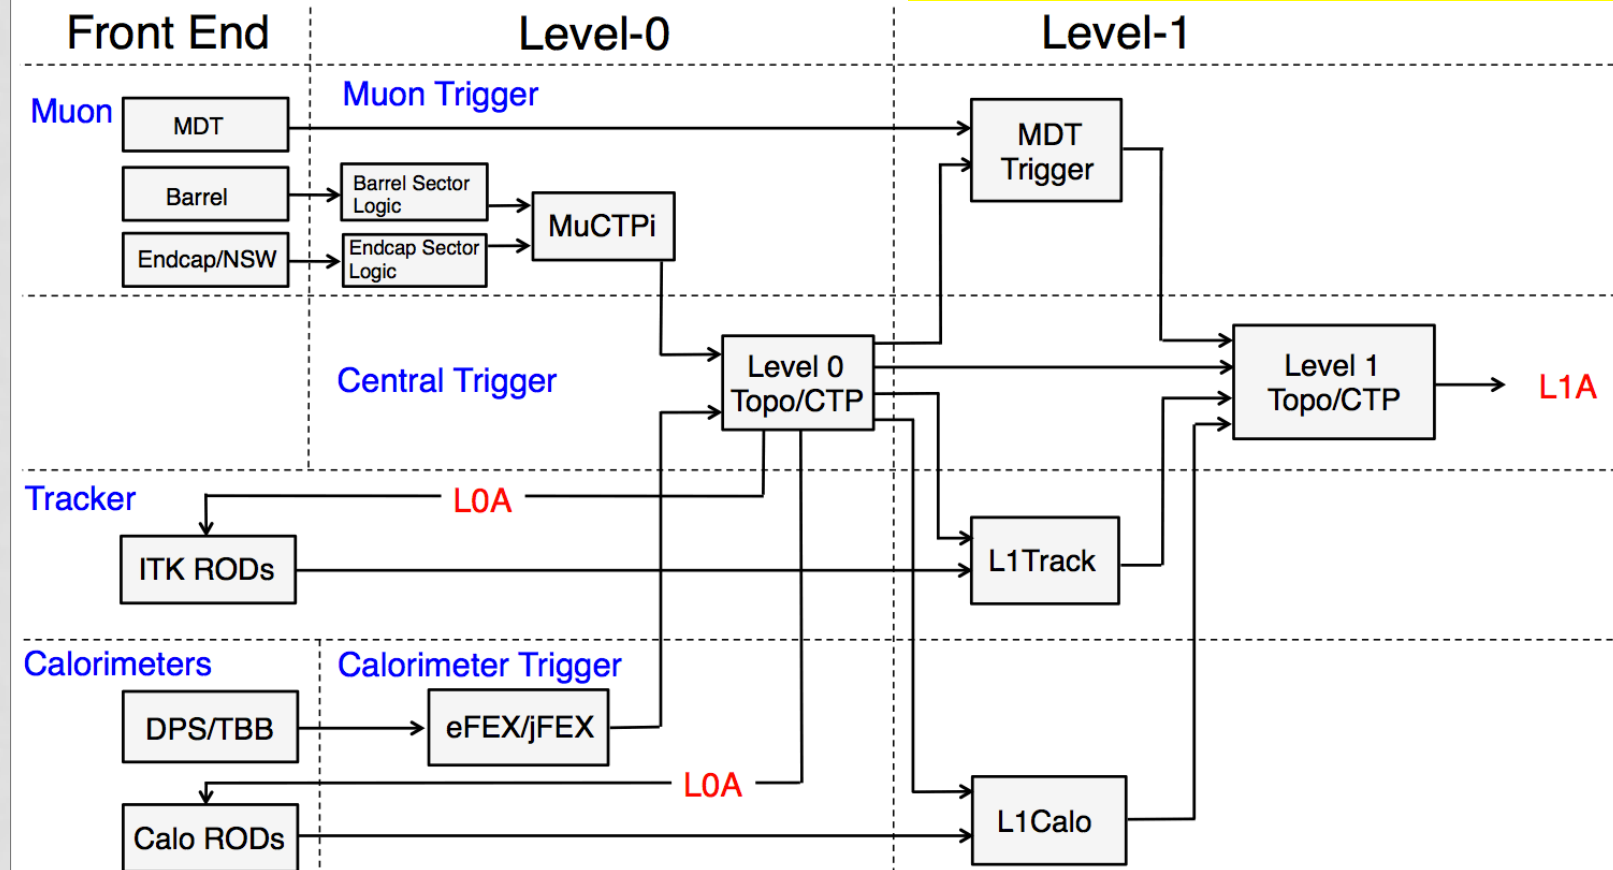 Front End
Level-0
Level-1
Muon
Muon Trigger
MDT
MDT
Trigger
Barrel
Barrel Sector
Logic
MuCTPi
Endcap/NSW
Endcap Sector
Logic
Central Trigger
Level 0
Topo/CTP
Level 1
Topo/CTP
L1A
Tracker
L0A
ITK RODs
L1Track
Calorimeters
Calorimeter Trigger
DPS/TBB
eFEX/jFEX
L0A
Calo RODs
L1Calo